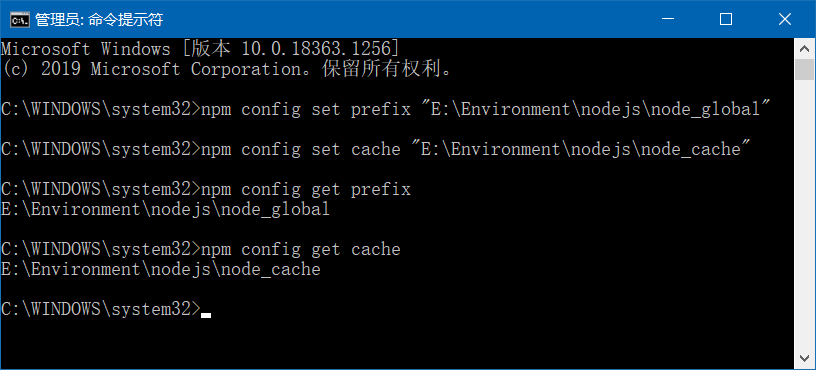 管理员: 命令提示符
Microsoft Windows [版本 10.0.18363.1256]
(c) 2019 Microsoft Corporation。保留所有权利。
C:\WINDOWS\system32>npm config set prefix "E:\Environment\nodejs\node_global"
C:\WINDOWS\system32>npm config set cache "E:\Environment\nodejs\node_cache"
C:\WINDOWS\system32>npm config get prefix
E:\Environment\nodejs\node_global
C:\WINDOWS\system32>npm config get cache
E:\Environment\nodejs\node_cache
C:\WINDOWS\system32>